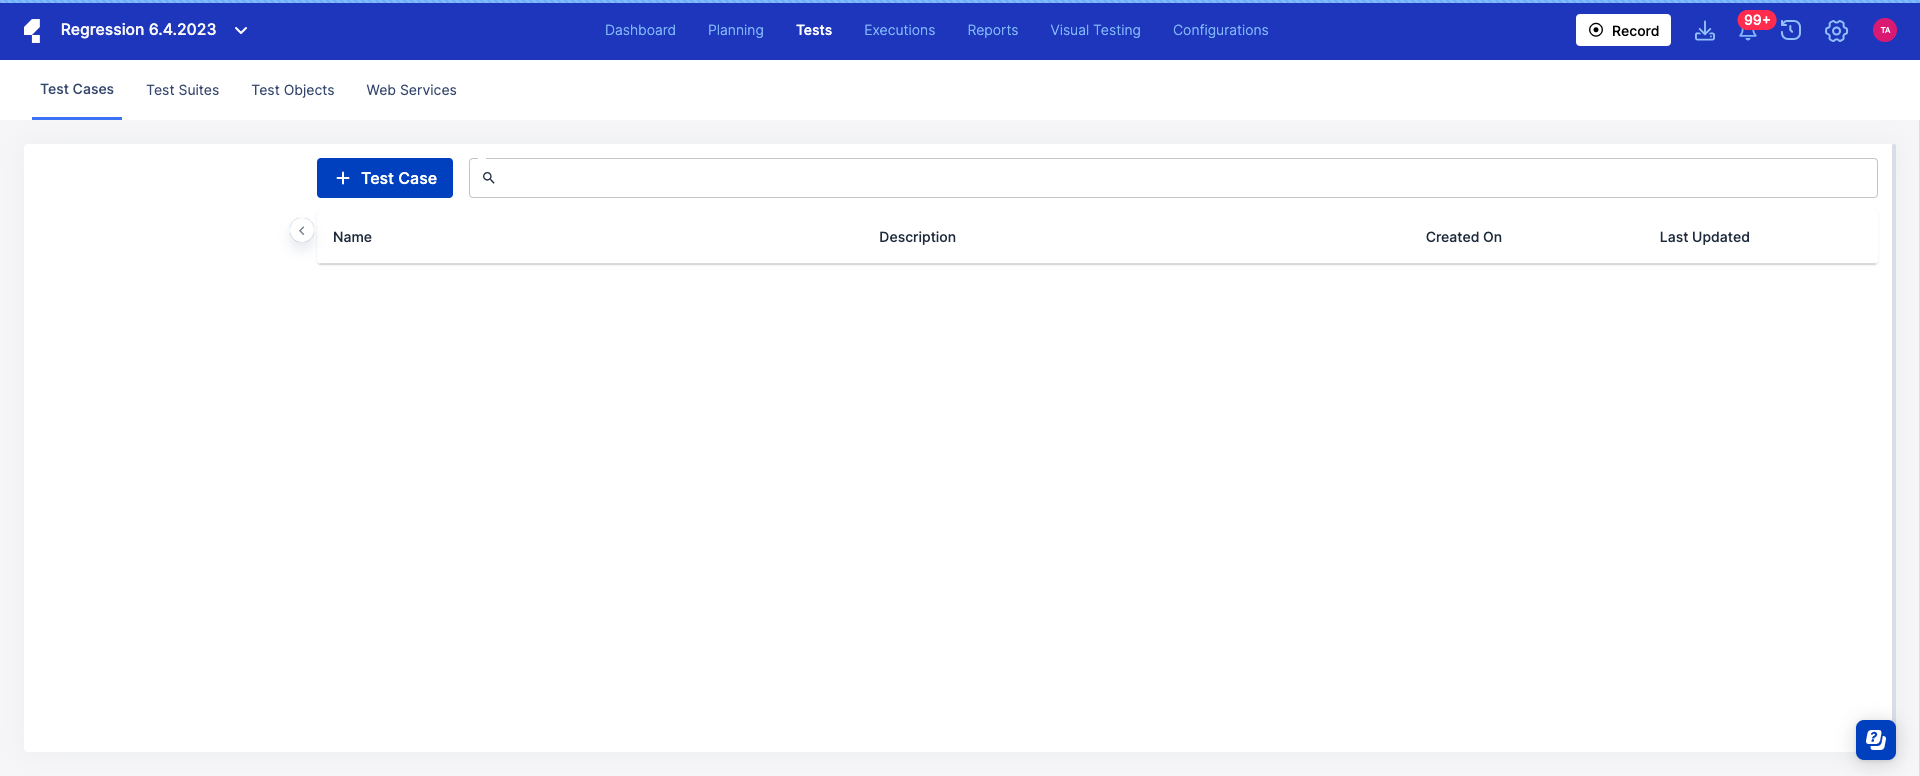 Regression 6.4.2023
Dashboard Planning Tests Executions Reports Visual Testing Configurations
Record
99+
TA
Test Cases Test Suites Test Objects Web Services
+ Test Case
Name Description Created On Last Updated